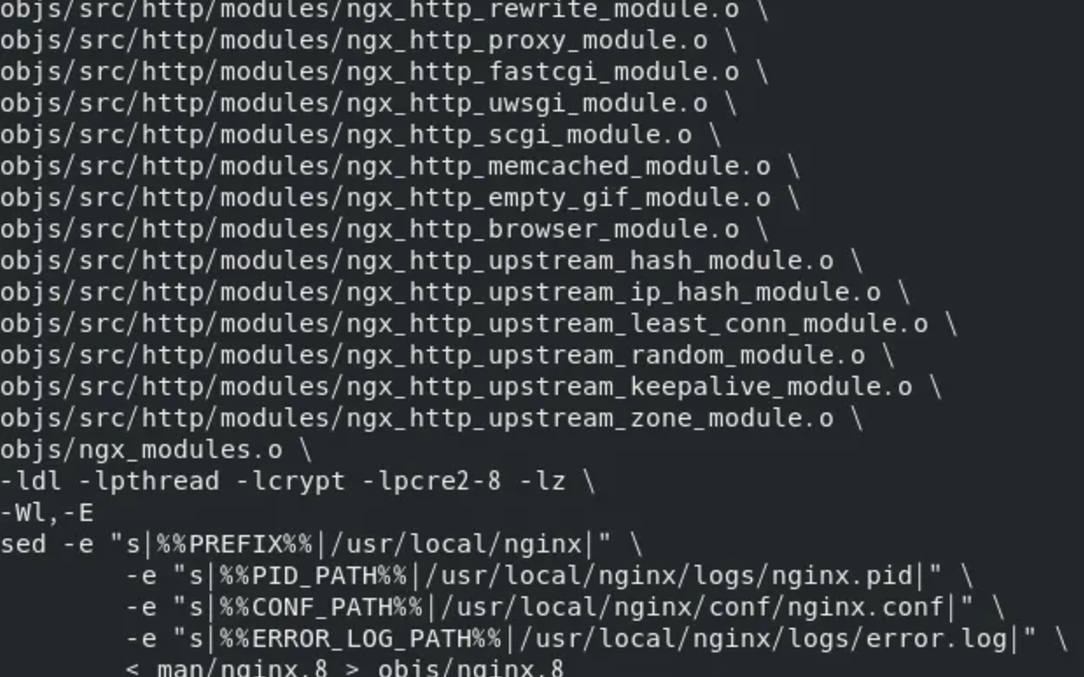 objs/src/http/modules/ngx_http_rewrite_module.o \
objs/src/http/modules/ngx_http_proxy_module.o \
objs/src/http/modules/ngx_http_fastcgi_module.o \
objs/src/http/modules/ngx_http_uwsgi_module.o \
objs/src/http/modules/ngx_http_scgi_module.o \
objs/src/http/modules/ngx_http_memcached_module.o \
objs/src/http/modules/ngx_http_empty_gif_module.o \
objs/src/http/modules/ngx_http_browser_module.o \
objs/src/http/modules/ngx_http_upstream_hash_module.o \
objs/src/http/modules/ngx_http_upstream_ip_hash_module.o \
objs/src/http/modules/ngx_http_upstream_least_conn_module.o \
objs/src/http/modules/ngx_http_upstream_random_module.o \
objs/src/http/modules/ngx_http_upstream_keepalive_module.o \
objs/src/http/modules/ngx_http_upstream_zone_module.o \
objs/ngx_modules.o \
-ldl -lpthread -lcrypt -lpcre2-8 -lz \
-Wl,-E
sed -e "s|%%PREFIX%%|/usr/local/nginx|" \
        -e "s|%%PID_PATH%%|/usr/local/nginx/logs/nginx.pid|" \
        -e "s|%%CONF_PATH%%|/usr/local/nginx/conf/nginx.conf|" \
        -e "s|%%ERROR_LOG_PATH%%|/usr/local/nginx/logs/error.log|" \
        < man/nginx.8 > objs/nginx.8